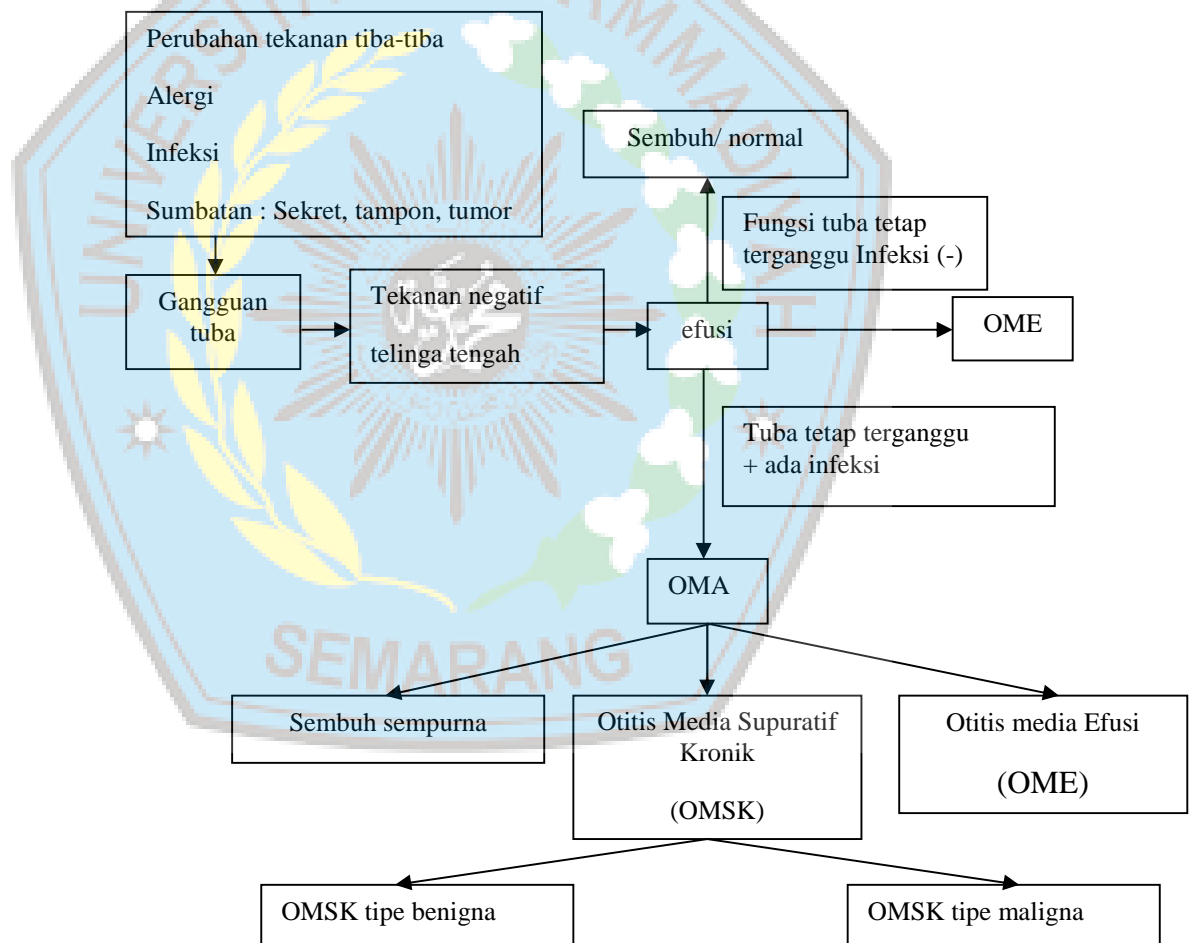 Perubahan tekanan tiba-tiba
Alergi
Infeksi
Sumbatan : Sekret, tampon, tumor
Sembuh/ normal
Fungsi tuba tetap
terganggu Infeksi (-)
Gangguan
tuba
Tekanan negatif
telinga tengah
efusi
OME
Tuba tetap terganggu
+ ada infeksi
OMA
SEMARANG
Sembuh sempurna
Otitis Media Supuratif
Kronik
(OMSK)
Otitis media Efusi
(OME)
OMSK tipe benigna
OMSK tipe maligna